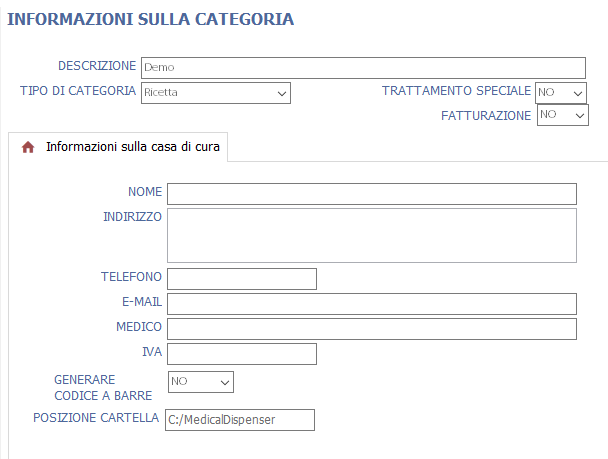 INFORMAZIONI SULLA CATEGORIA
DESCRIZIONE Demo
TIPO DI CATEGORIA Ricetta TRATTAMENTO SPECIALE NO
FATTURAZIONE NO
Informazioni sulla casa di cura
NOME
INDIRIZZO
TELEFONO
E-MAIL
MEDICO
IVA
GENERARE
CODICE A BARRE NO
POSIZIONE CARTELLA C:/MedicalDispenser